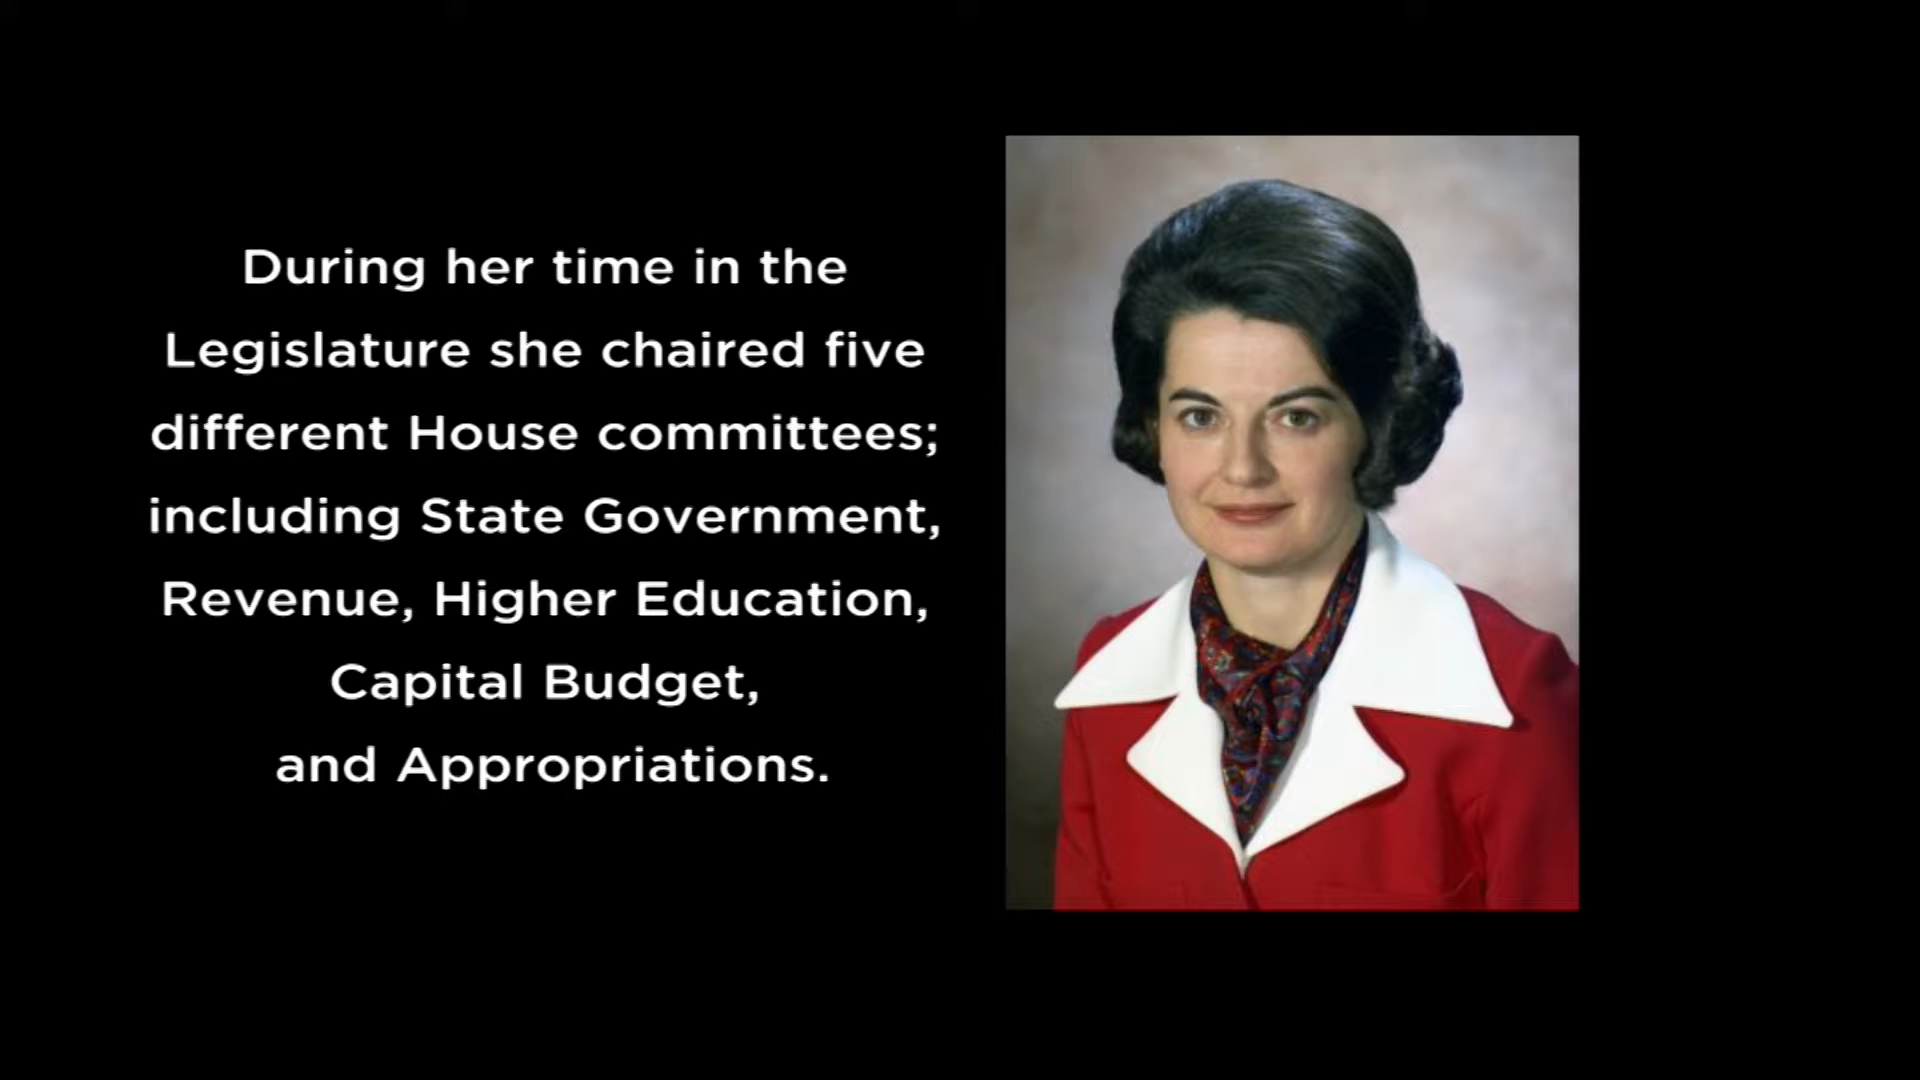 During her time in the
Legislature she chaired five
different House committees;
including State Government,
Revenue, Higher Education,
Capital Budget,
and Appropriations.